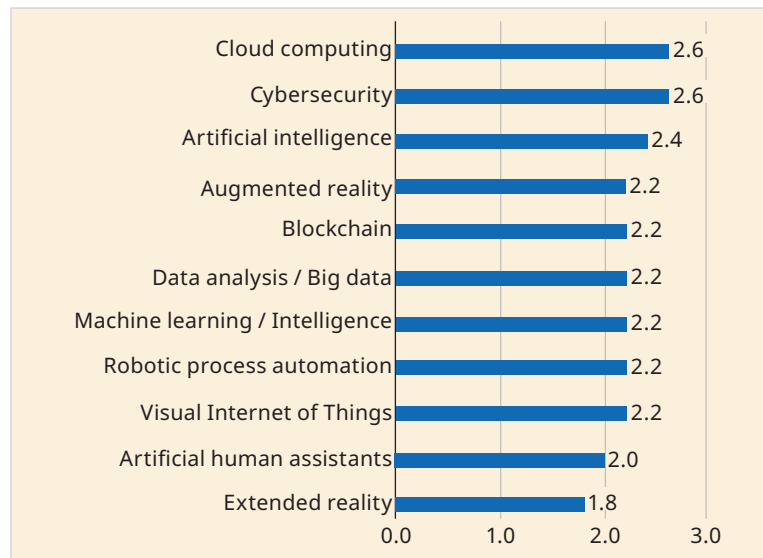 Cloud computing 2.6
Cybersecurity 2.6
Artificial intelligence 2.4
Augmented reality 2.2
Blockchain 2.2
Data analysis / Big data 2.2
Machine learning / Intelligence 2.2
Robotic process automation 2.2
Visual Internet of Things 2.2
Artificial human assistants 2.0
Extended reality 1.8
0.0 1.0 2.0 3.0